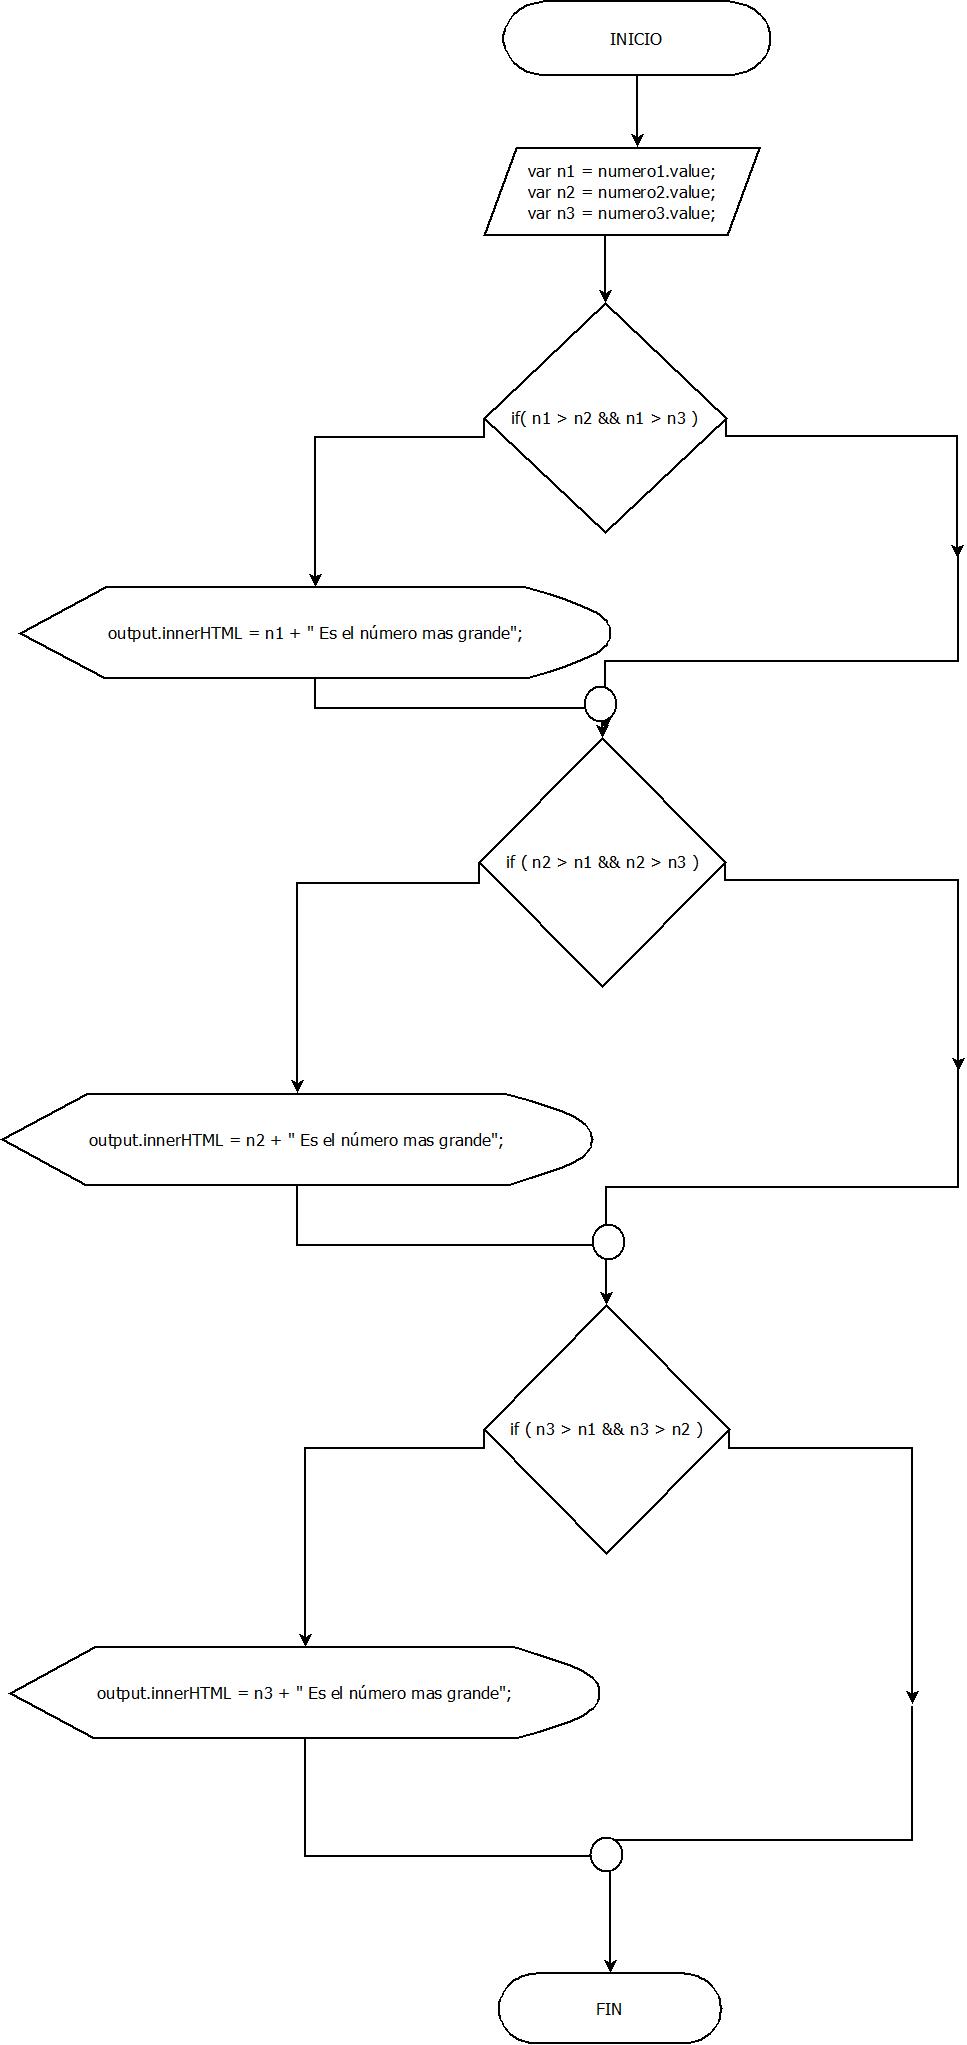 INICIO
var n1 = numero1.value;
var n2 = numero2.value;
var n3 = numero3.value;
if( n1 > n2 && n1 > n3 )
output.innerHTML = n1 + " Es el número mas grande";
if ( n2 > n1 && n2 > n3 )
output.innerHTML = n2 + " Es el número mas grande";
if ( n3 > n1 && n3 > n2 )
output.innerHTML = n3 + " Es el número mas grande";
FIN